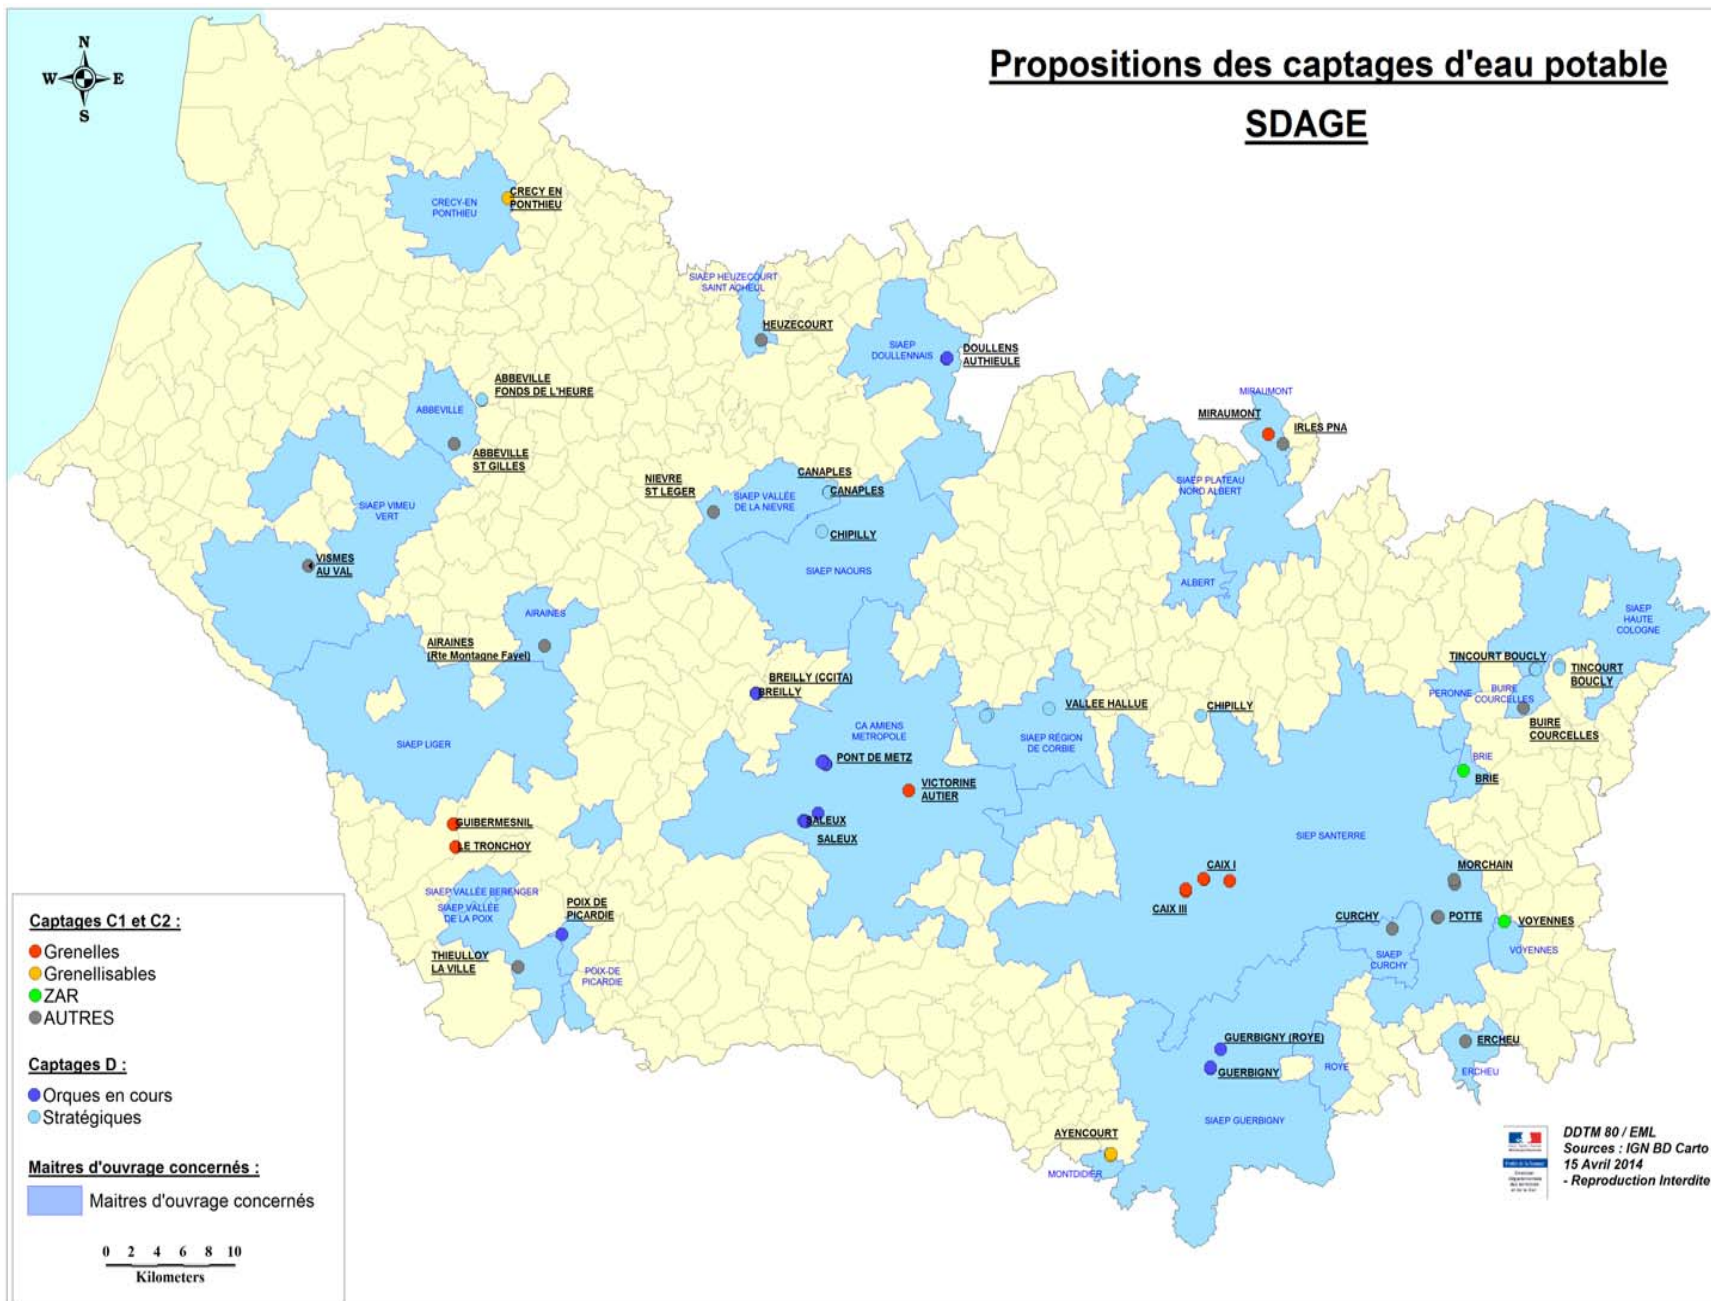 Propositions des captages d'eau potable
SDAGE
N
W
E
S
CRECY-EN
PONTHIEU
CRECY EN
PONTHIEU
SIAEP HEUZECOURT
SAINT ACHEUL
HEUZECOURT
SIAEP
DOULLENNAIS
DOULLENS
AUTHIEULE
ABBEVILLE
FONDS DE L'HEURE
ABBEVILLE
ABBEVILLE
ST GILLES
MIRAUMONT
MIRAUMONT
IRLES PNA
NIEVRE
ST LEGER
CANAPLES
CANAPLES
SIAEP VALLÉE
DE LA NIEVRE
SIAEP PLATEAU
NORD ALBERT
SIAEP VIMEU
VERT
CHIPILLY
VISMES
AU VAL
SIAEP NAOURS
ALBERT
AIRAINES
AIRAINES
(Rte Montagne Fayel)
SIAEP
HAUTE
COLOGNE
TINCOURT BOUCLY
TINCOURT
BOUCLY
BREILLY (CCITA)
BREILLY
PERONNE
BUIRE
COURCELLES
BUIRE
COURCELLES
VALLEE HALLUE
CHIPILLY
CA AMIENS
METROPOLE
SIAEP RÉGION
DE CORBIE
SIAEP LIGER
PONT DE METZ
BRIE
BRIE
VICTORINE
AUTIER
GUIBERMESNIL
SALEUX
SALEUX
SIEP SANTERRE
LE TRONCHOY
CAIX I
CAIX III
MORCHAIN
SIAEP VALLÉE BERENGER
SIAEP VALLÉE
DE LA POIX
POIX DE
PICARDIE
CURCHY
POTTE
VOYENNES
VOYENNES
THIEULLOY
LA VILLE
POIX-DE
PICARDIE
SIAEP
CURCHY
GUERBIGNY (ROYE)
GUERBIGNY
ROYE
ERCHEU
ERCHEU
SIAEP GUERBIGNY
AYENCOURT
MONTDIDIER
Captages C1 et C2 :
Grenelles
Grenellisables
ZAR
AUTRES
Captages D :
Orques en cours
Stratégiques
Maitres d'ouvrage concernés :
Maitres d'ouvrage concernés
0 2 4 6 8 10
Kilometers
DDTM 80 / EML
Sources : IGN BD Carto
15 Avril 2014
- Reproduction Interdite